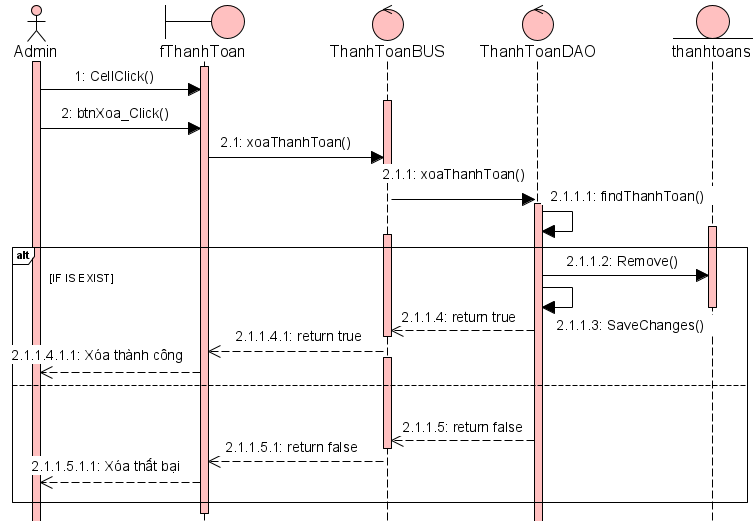 Admin
fThanhToan
ThanhToanBUS
ThanhToanDAO
thanhtoans
1: CellClick()
2: btnXoa_Click()
2.1: xoaThanhToan()
2.1.1: xoaThanhToan()
2.1.1.1: findThanhToan()
alt
[IF IS EXIST]
2.1.1.2: Remove()
2.1.1.3: SaveChanges()
2.1.1.4: return true
2.1.1.4.1: return true
2.1.1.4.1.1: Xóa thành công
2.1.1.5: return false
2.1.1.5.1: return false
2.1.1.5.1.1: Xóa thất bại